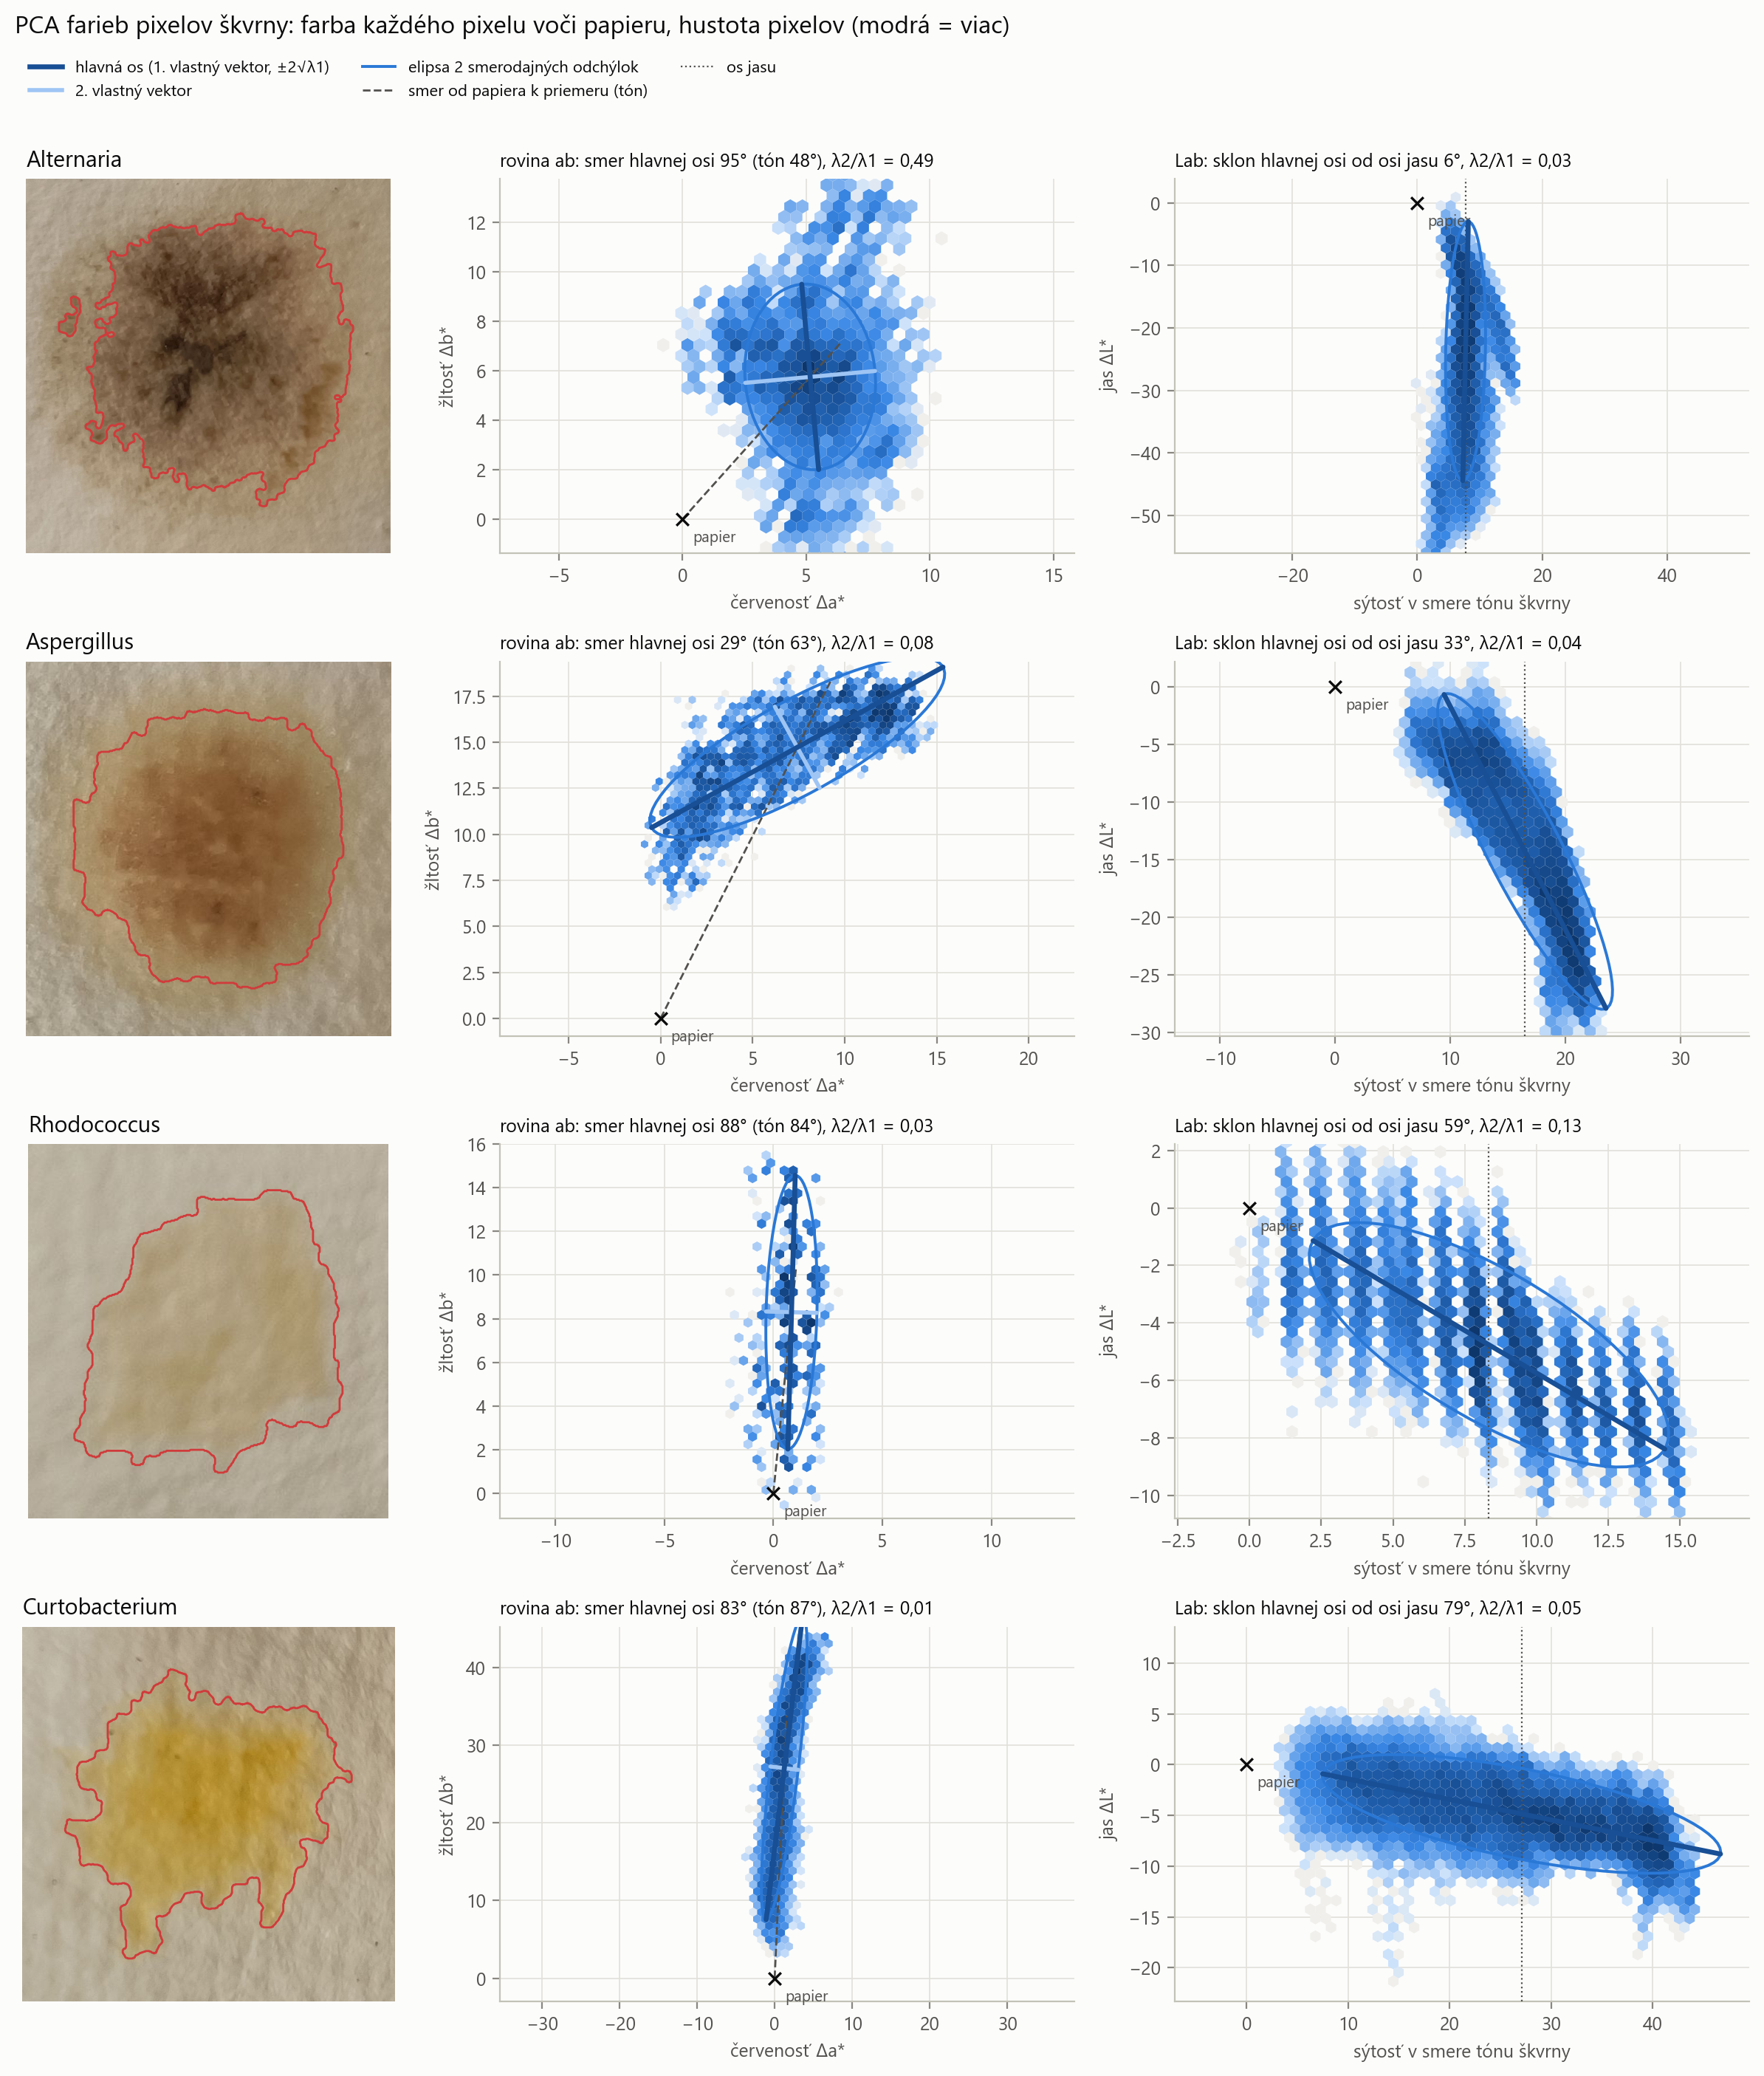 PCA farieb pixelov škvrny: farba každého pixelu voči papieru, hustota pixelov (modrá = viac)
hlavná os (1. vlastný vektor, ±2√λ1)
elipsa 2 smerodajných odchýlok
os jasu
2. vlastný vektor
smer od papiera k priemeru (tón)
Alternaria
rovina ab: smer hlavnej osi 95° (tón 48°), λ2/λ1 = 0,49
Lab: sklon hlavnej osi od osi jasu 6°, λ2/λ1 = 0,03
12
10
8
6
4
2
0
žltosť Δb*
papier
−5
0
5
10
15
červenosť Δa*
0
−10
−20
−30
−40
−50
jas ΔL*
papier
−20
0
20
40
sýtosť v smere tónu škvrny
Aspergillus
rovina ab: smer hlavnej osi 29° (tón 63°), λ2/λ1 = 0,08
Lab: sklon hlavnej osi od osi jasu 33°, λ2/λ1 = 0,04
17.5
15.0
12.5
10.0
7.5
5.0
2.5
0.0
žltosť Δb*
papier
−5
0
5
10
15
20
červenosť Δa*
0
−5
−10
−15
−20
−25
−30
jas ΔL*
papier
−10
0
10
20
30
sýtosť v smere tónu škvrny
Rhodococcus
rovina ab: smer hlavnej osi 88° (tón 84°), λ2/λ1 = 0,03
Lab: sklon hlavnej osi od osi jasu 59°, λ2/λ1 = 0,13
16
14
12
10
8
6
4
2
0
žltosť Δb*
papier
−10
−5
0
5
10
červenosť Δa*
2
0
−2
−4
−6
−8
−10
jas ΔL*
papier
−2.5
0.0
2.5
5.0
7.5
10.0
12.5
15.0
sýtosť v smere tónu škvrny
Curtobacterium
rovina ab: smer hlavnej osi 83° (tón 87°), λ2/λ1 = 0,01
Lab: sklon hlavnej osi od osi jasu 79°, λ2/λ1 = 0,05
40
30
20
10
0
žltosť Δb*
papier
−30
−20
−10
0
10
20
30
červenosť Δa*
10
5
0
−5
−10
−15
−20
jas ΔL*
papier
0
10
20
30
40
sýtosť v smere tónu škvrny